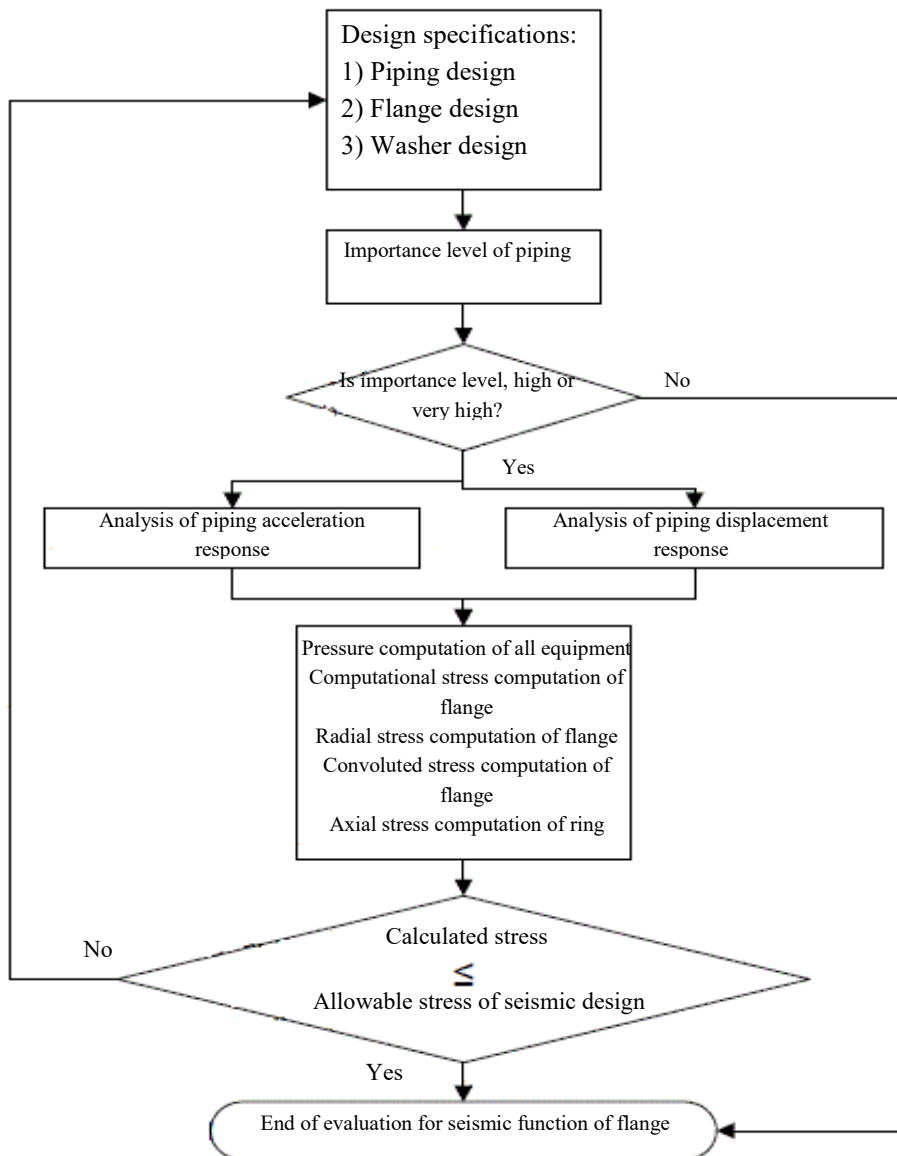 Design specifications:
1) Piping design
2) Flange design
3) Washer design
Importance level of piping
Is importance level, high or
very high?
No
Yes
Analysis of piping acceleration
response
Analysis of piping displacement
response
Pressure computation of all equipment
Computational stress computation of
flange
Radial stress computation of flange
Convoluted stress computation of
flange
Axial stress computation of ring
Calculated stress
≤
Allowable stress of seismic design
No
Yes
End of evaluation for seismic function of flange